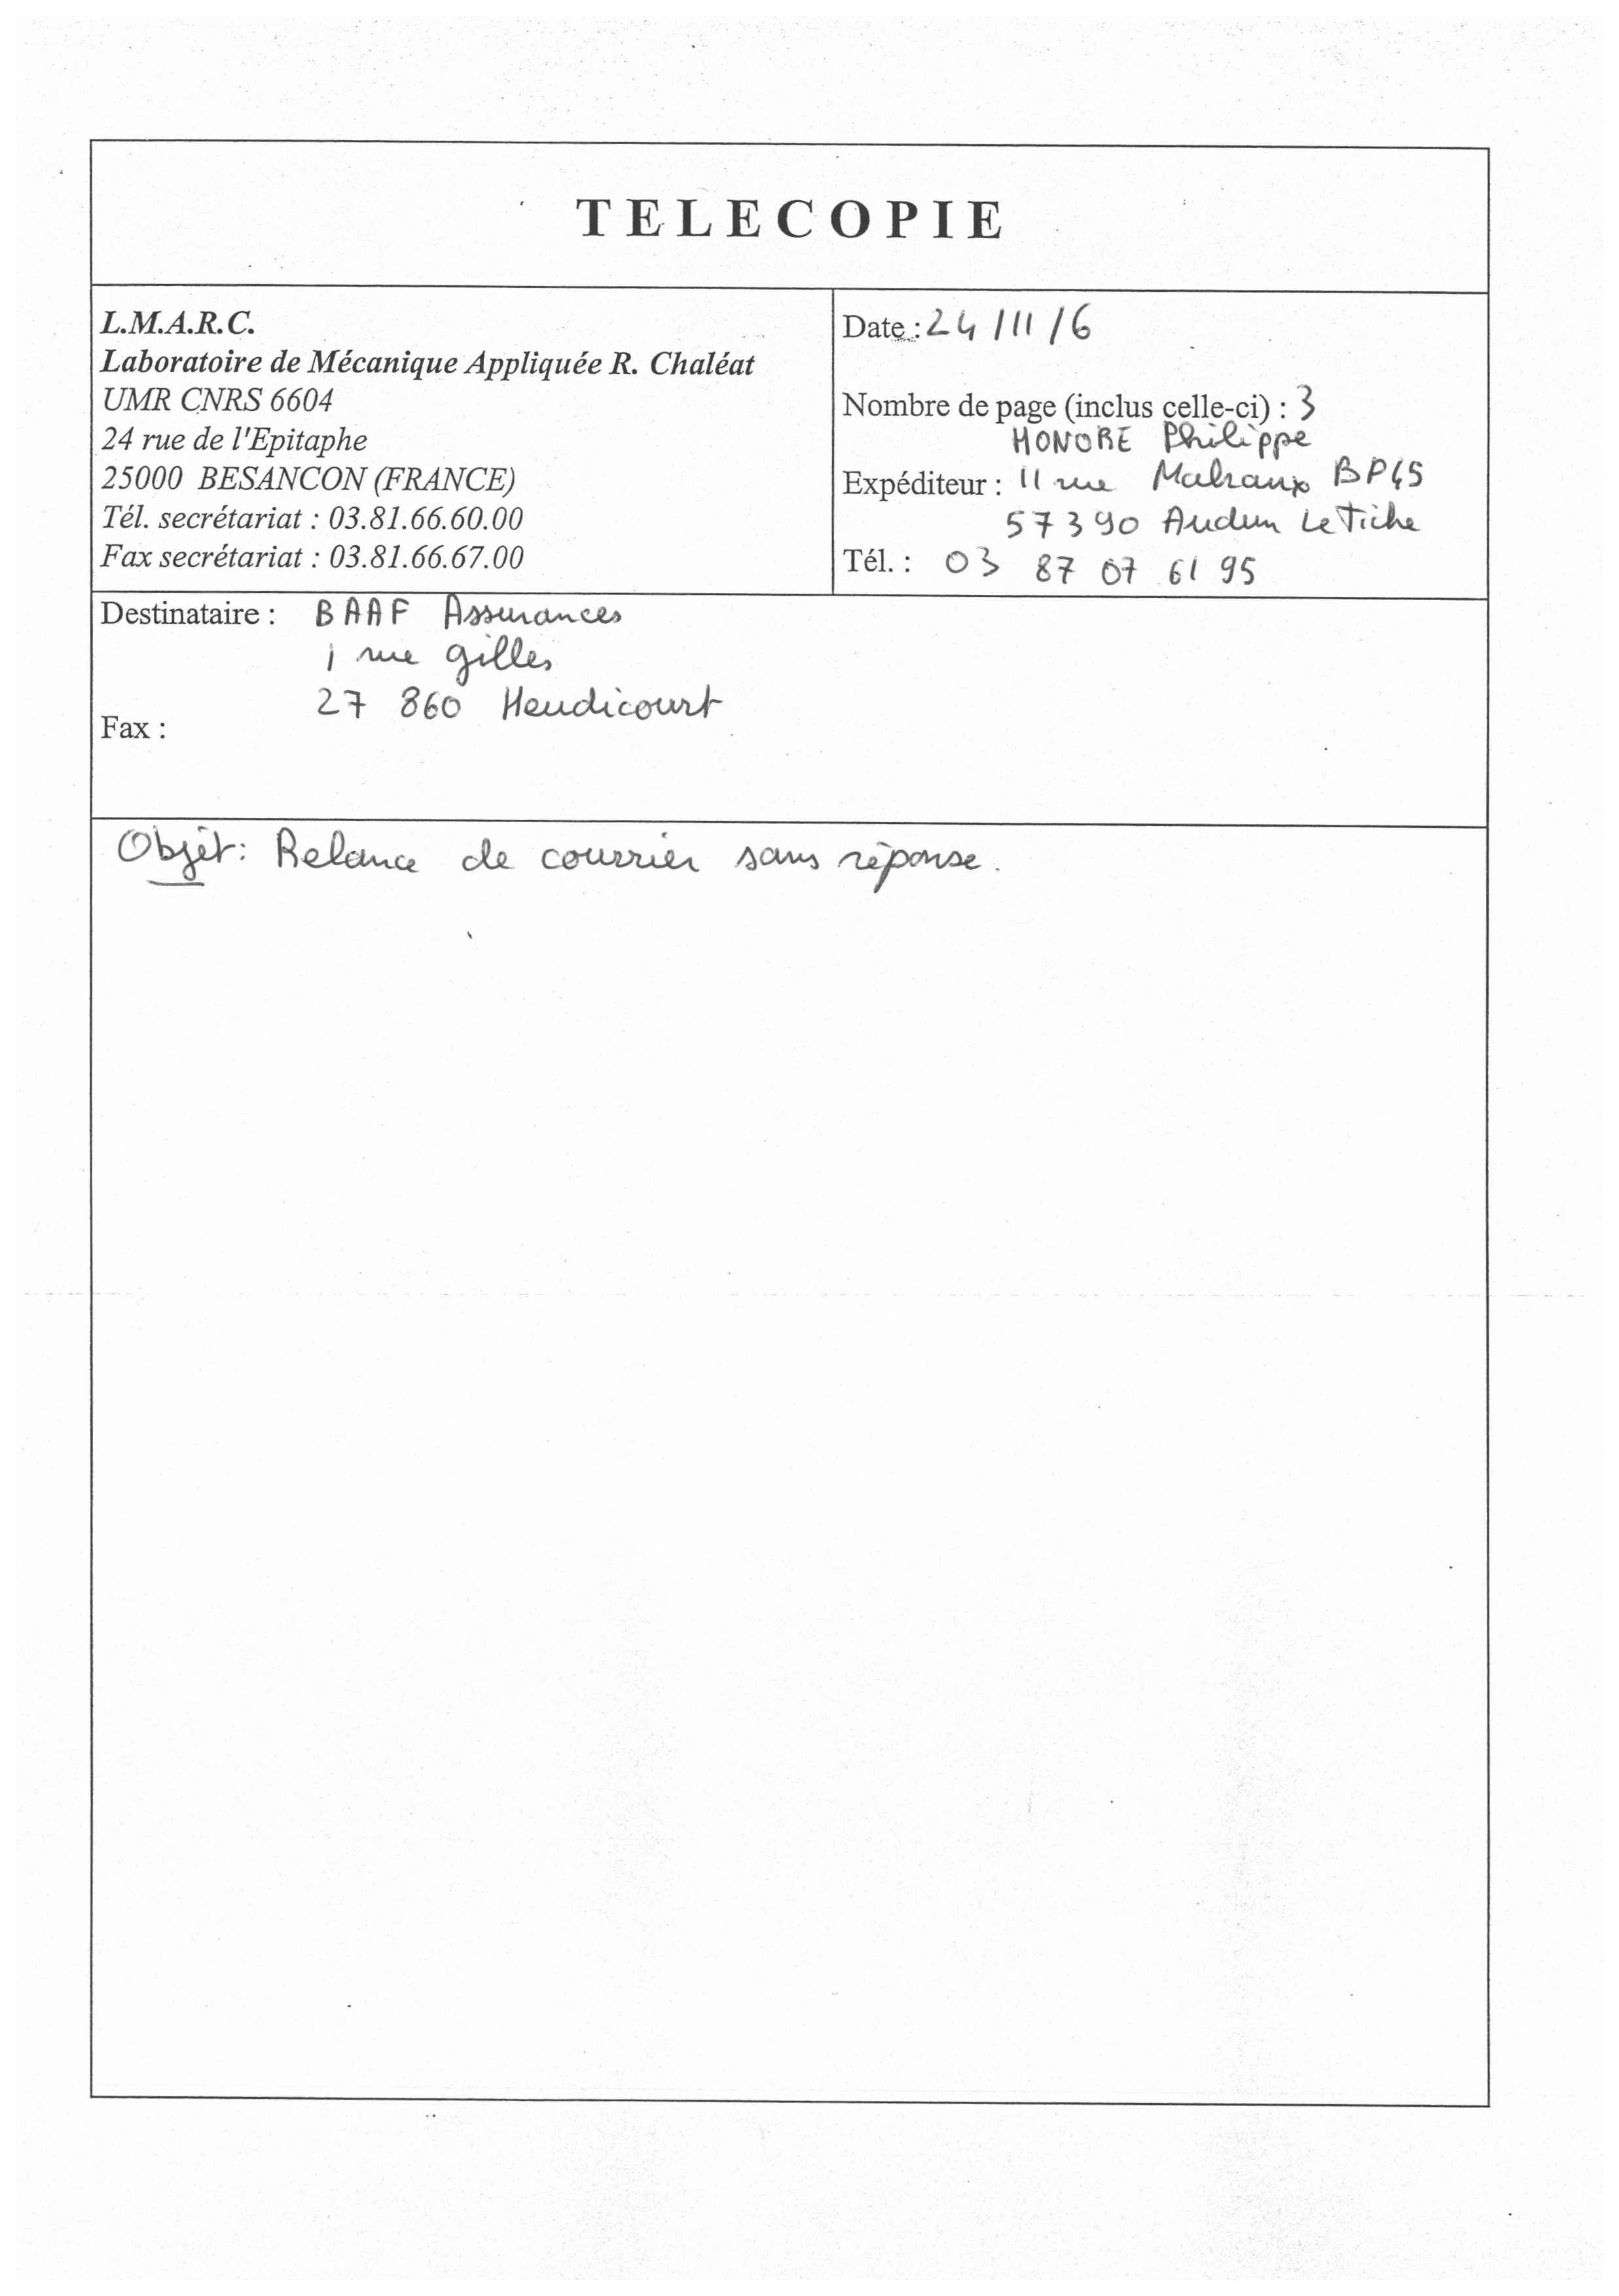 TELECOPIE
L.M.A.R.C.
Laboratoire de Mécanique Appliquée R. Chaléat
UMR CNRS 6604
24 rue de l'Epitaphe
25000 BESANCON (FRANCE)
Tél. secrétariat : 03.81.66.60.00
Fax secrétariat : 03.81.66.67.00
Date : 24/11/6
Nombre de page (inclus celle-ci) : 3
HONORE Philippe
Expéditeur : 11 rue Malraux BP45
57390 Audun Le Tiche
Tél. : 03 87 07 61 95
Destinataire : BAAF Assurances
1 rue gilles
27 860 Heudicourt
Fax :
Objet : Relance de courrier sans réponse.